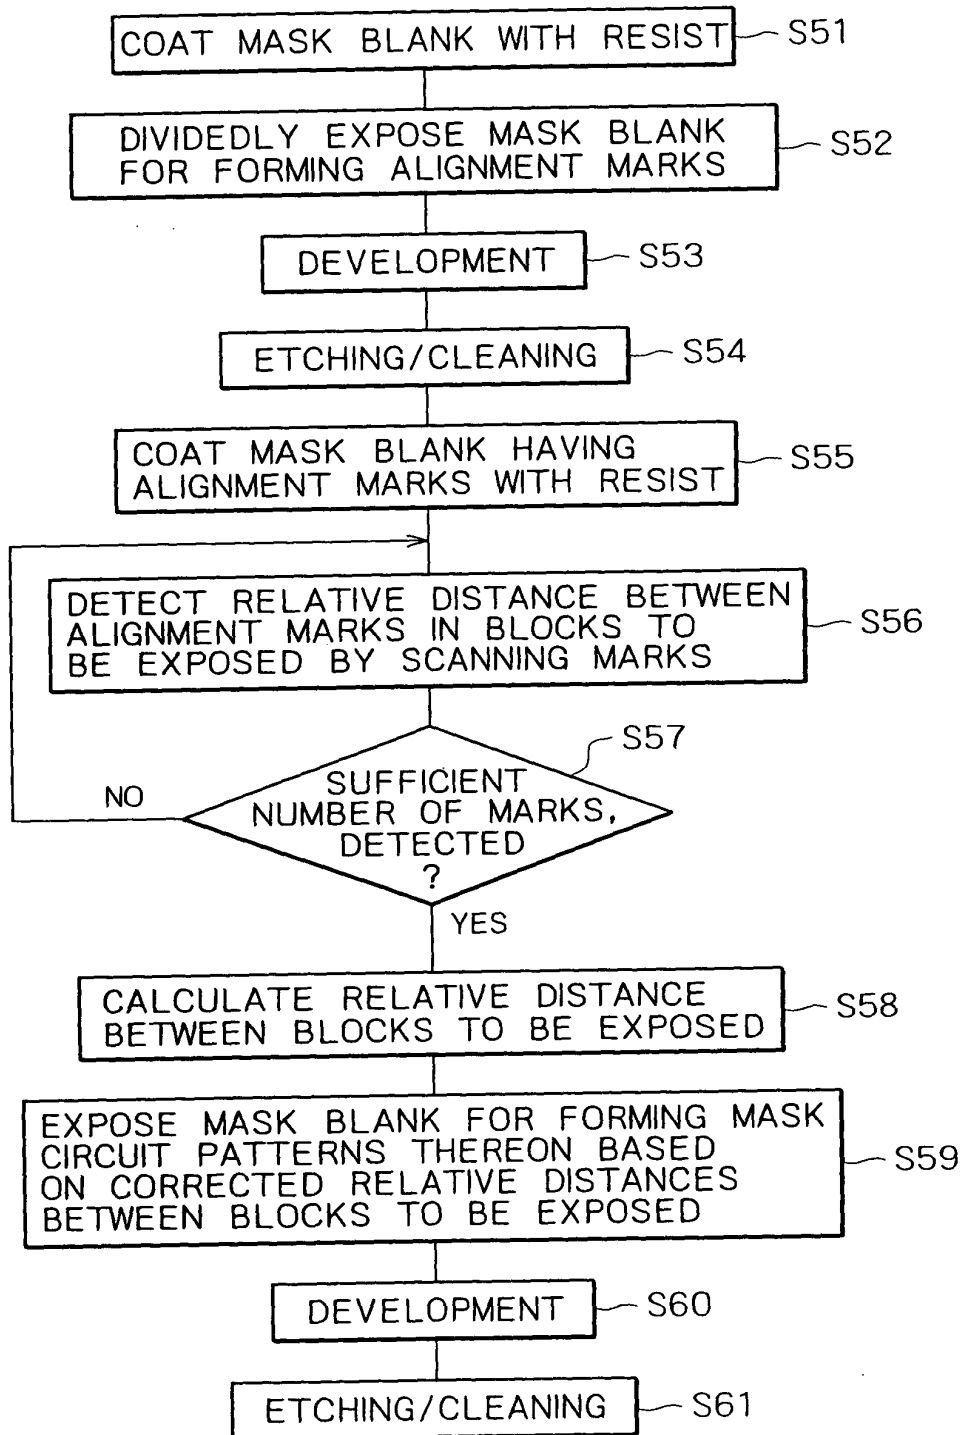 COAT MASK BLANK WITH RESIST
S51
DIVIDEDLY EXPOSE MASK BLANK
FOR FORMING ALIGNMENT MARKS
S52
DEVELOPMENT
S53
ETCHING/CLEANING
S54
COAT MASK BLANK HAVING
ALIGNMENT MARKS WITH RESIST
S55
DETECT RELATIVE DISTANCE BETWEEN
ALIGNMENT MARKS IN BLOCKS TO
BE EXPOSED BY SCANNING MARKS
S56
SUFFICIENT
NUMBER OF MARKS,
DETECTED
?
S57
NO
YES
CALCULATE RELATIVE DISTANCE
BETWEEN BLOCKS TO BE EXPOSED
S58
EXPOSE MASK BLANK FOR FORMING MASK
CIRCUIT PATTERNS THEREON BASED
ON CORRECTED RELATIVE DISTANCES
BETWEEN BLOCKS TO BE EXPOSED
S59
DEVELOPMENT
S60
ETCHING/CLEANING
S61